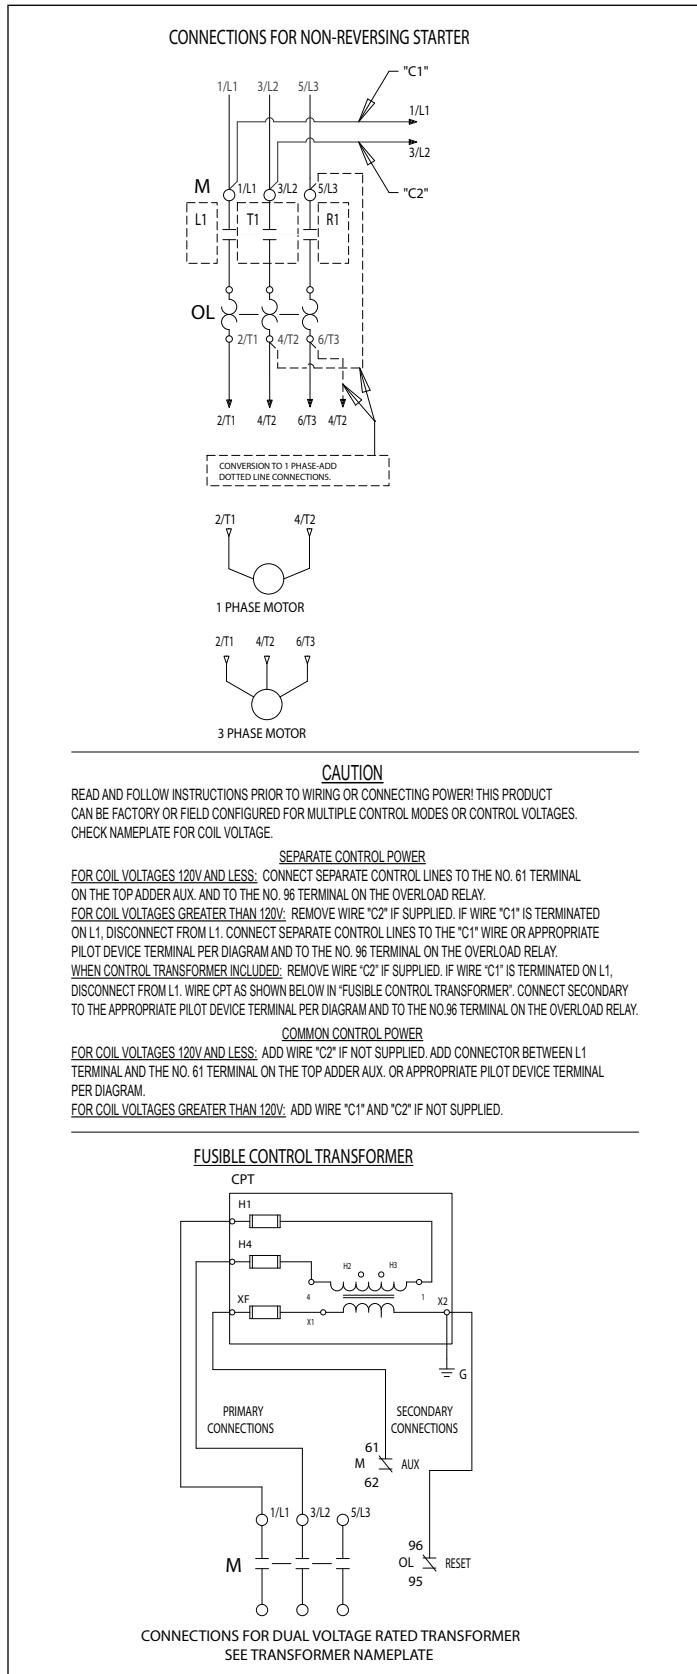 CONNECTIONS FOR NON-REVERSING STARTER
"C1"
1/L1 3/L2 5/L3
1/L1
3/L2
"C2"
M 1/L1 3/L2 5/L3
L1 T1 R1
OL
2/T1 4/T2 6/T3
2/T1 4/T2 6/T3 4/T2
CONVERSION TO 1 PHASE-ADD
DOTTED LINE CONNECTIONS.
2/T1 4/T2
1 PHASE MOTOR
2/T1 4/T2 6/T3
3 PHASE MOTOR
CAUTION
READ AND FOLLOW INSTRUCTIONS PRIOR TO WIRING OR CONNECTING POWER! THIS PRODUCT
CAN BE FACTORY OR FIELD CONFIGURED FOR MULTIPLE CONTROL MODES OR CONTROL VOLTAGES.
CHECK NAMEPLATE FOR COIL VOLTAGE.
SEPARATE CONTROL POWER
FOR COIL VOLTAGES 120V AND LESS: CONNECT SEPARATE CONTROL LINES TO THE NO. 61 TERMINAL
ON THE TOP ADDER AUX. AND TO THE NO. 96 TERMINAL ON THE OVERLOAD RELAY.
FOR COIL VOLTAGES GREATER THAN 120V: REMOVE WIRE "C2" IF SUPPLIED. IF WIRE "C1" IS TERMINATED
ON L1, DISCONNECT FROM L1. CONNECT SEPARATE CONTROL LINES TO THE "C1" WIRE OR APPROPRIATE
PILOT DEVICE TERMINAL PER DIAGRAM AND TO THE NO. 96 TERMINAL ON THE OVERLOAD RELAY.
WHEN CONTROL TRANSFORMER INCLUDED: REMOVE WIRE “C2” IF SUPPLIED. IF WIRE “C1” IS TERMINATED ON L1,
DISCONNECT FROM L1. WIRE CPT AS SHOWN BELOW IN “FUSIBLE CONTROL TRANSFORMER”. CONNECT SECONDARY
TO THE APPROPRIATE PILOT DEVICE TERMINAL PER DIAGRAM AND TO THE NO.96 TERMINAL ON THE OVERLOAD RELAY.
COMMON CONTROL POWER
FOR COIL VOLTAGES 120V AND LESS: ADD WIRE "C2" IF NOT SUPPLIED. ADD CONNECTOR BETWEEN L1
TERMINAL AND THE NO. 61 TERMINAL ON THE TOP ADDER AUX. OR APPROPRIATE PILOT DEVICE TERMINAL
PER DIAGRAM.
FOR COIL VOLTAGES GREATER THAN 120V: ADD WIRE "C1" AND "C2" IF NOT SUPPLIED.
FUSIBLE CONTROL TRANSFORMER
CPT
H1
H4
H2 H3
4 1
XF X2
X1
G
PRIMARY
CONNECTIONS
SECONDARY
CONNECTIONS
61
M AUX
62
1/L1 3/L2 5/L3
M
96
OL RESET
95
CONNECTIONS FOR DUAL VOLTAGE RATED TRANSFORMER
SEE TRANSFORMER NAMEPLATE